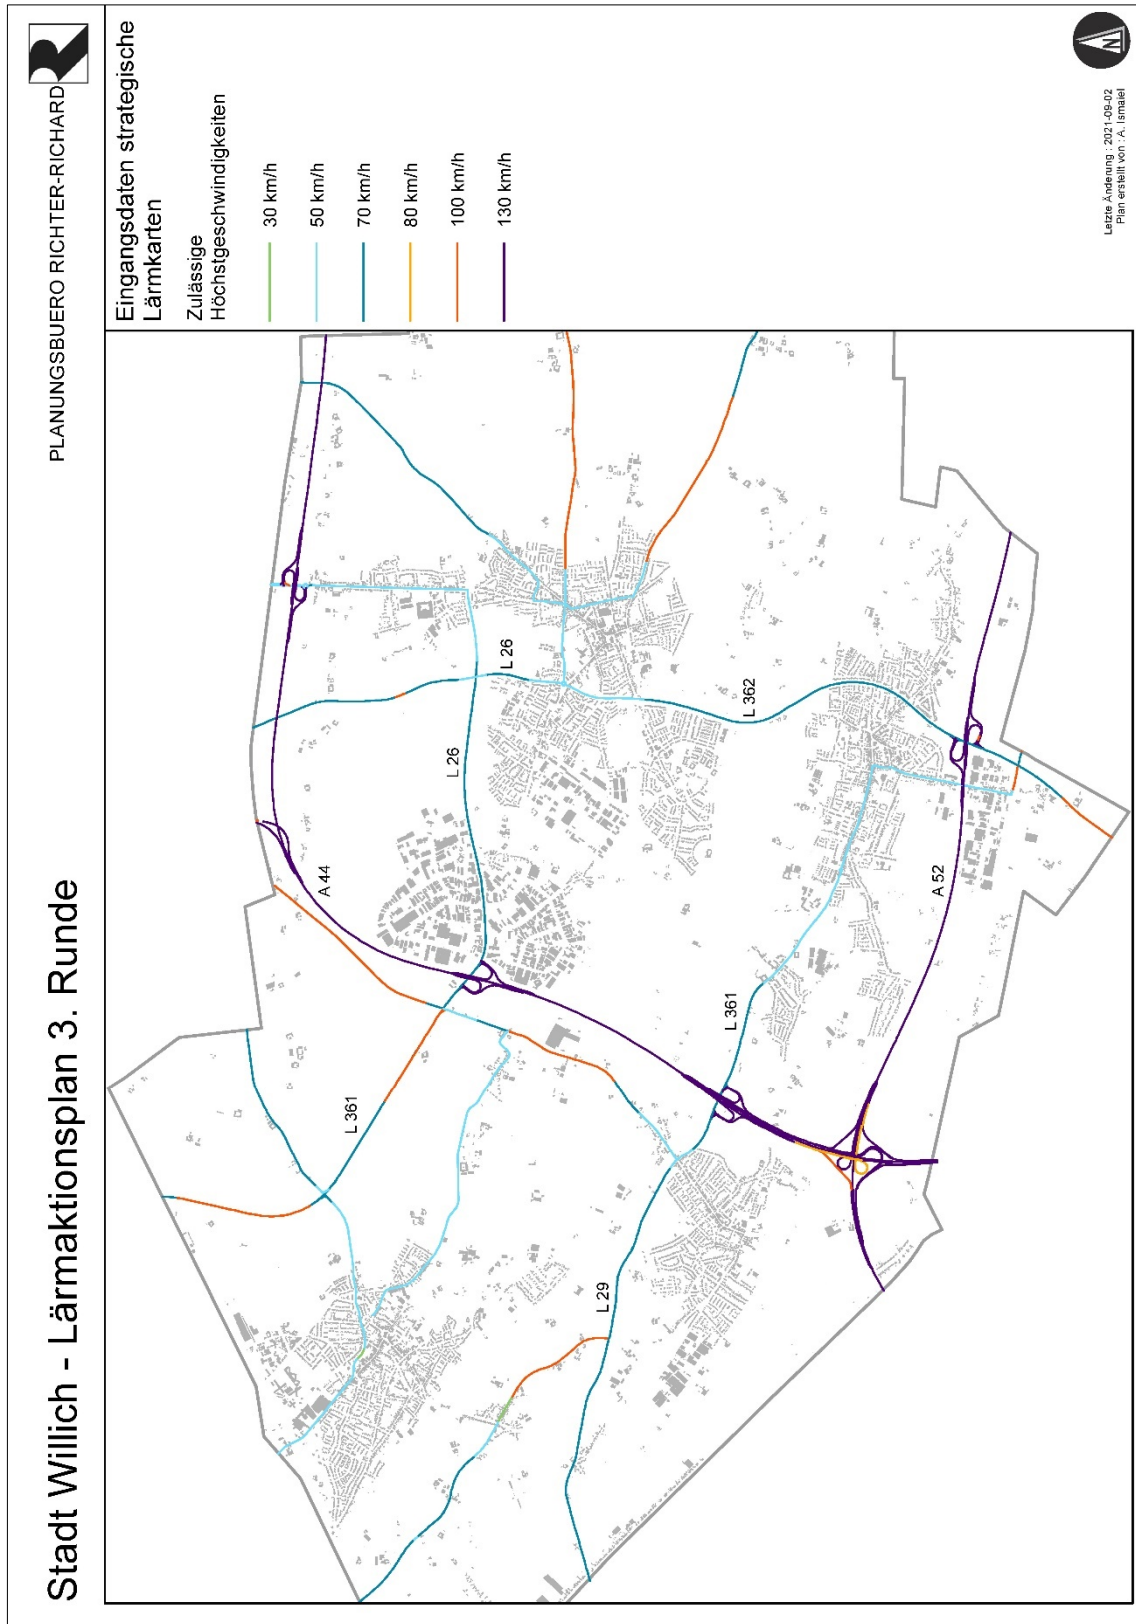 Stadt Willich - Lärmaktionsplan 3. Runde
PLANUNGSBUERO RICHTER-RICHARD
Eingangsdaten strategische
Lärmkarten
Zulässige
Höchstgeschwindigkeiten
30 km/h
50 km/h
70 km/h
80 km/h
100 km/h
130 km/h
L 361
A 44
L 26
L 26
L 29
L 361
L 362
A 52
N
Letzte Änderung : 2021-09-02
Plan erstellt von : A. Ismaiel